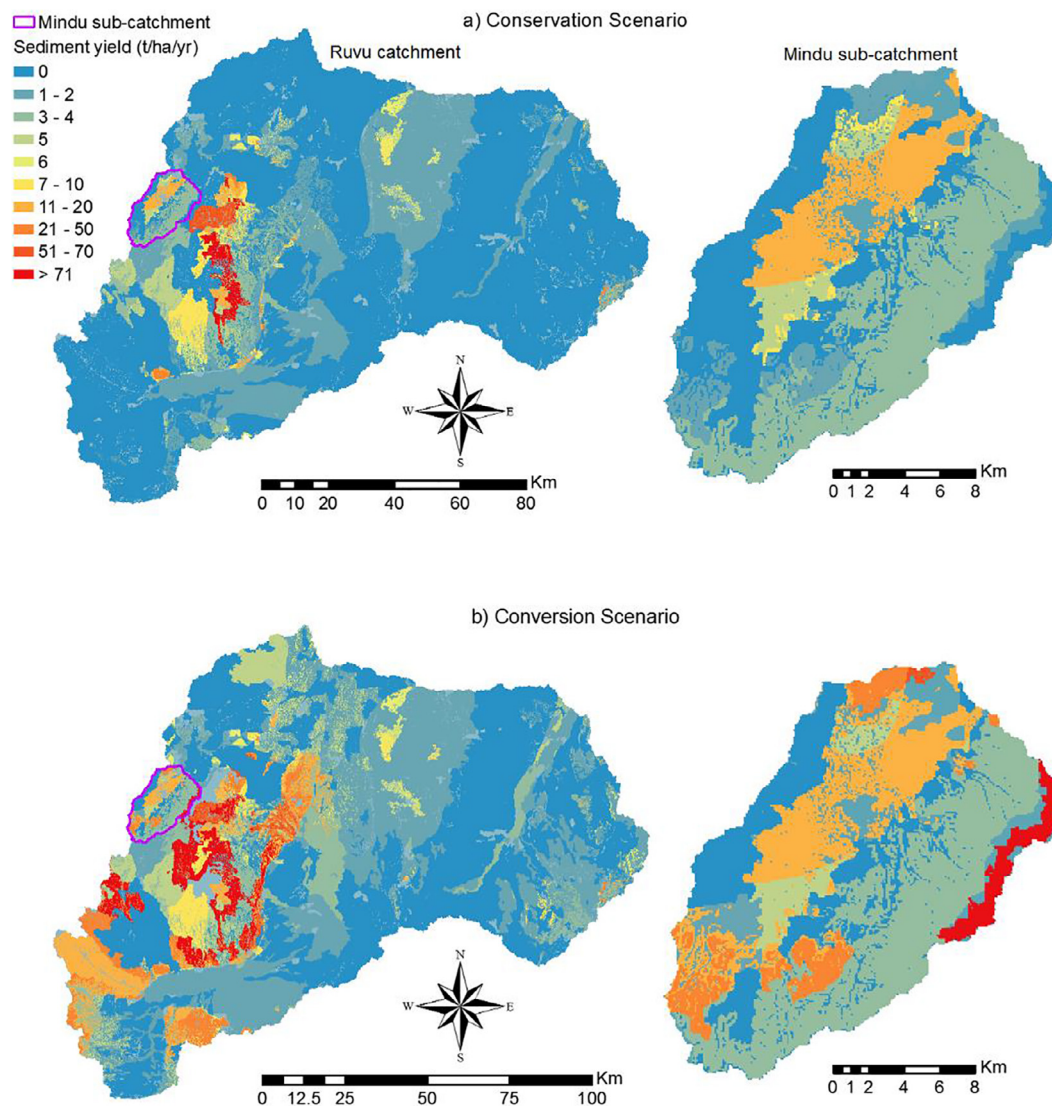 a) Conservation Scenario
Mindu sub-catchment
Sediment yield (t/ha/yr)
0
1 - 2
3 - 4
5
6
7 - 10
11 - 20
21 - 50
51 - 70
> 71
Ruvu catchment
Mindu sub-catchment
N
W E
S
Km
0 10 20 40 60 80
Km
0 1 2 4 6 8
b) Conversion Scenario
N
W E
S
Km
0 12.5 25 50 75 100
Km
0 1 2 4 6 8